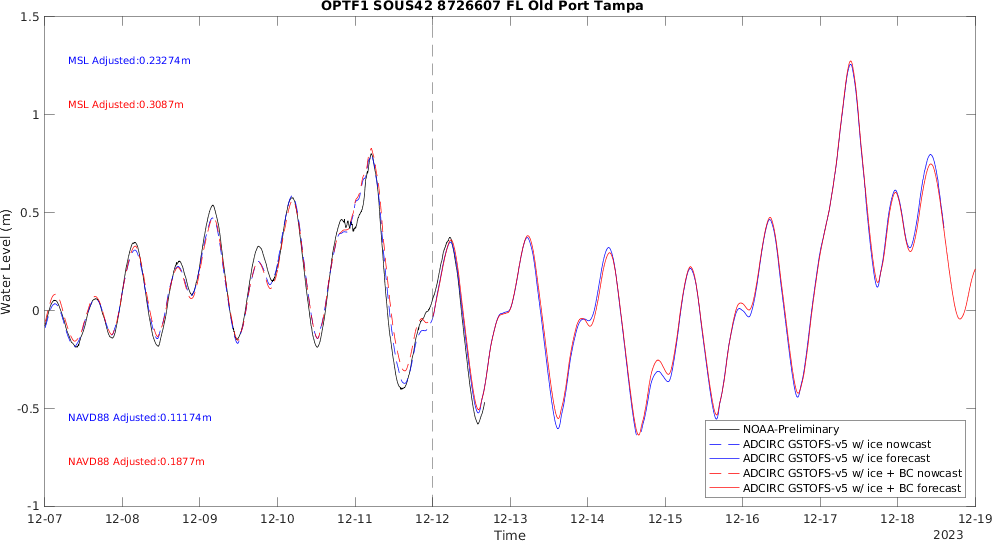 OPTF1 SOUS42 8726607 FL Old Port Tampa
1.5
1
0.5
0
-0.5
-1
Water Level (m)
MSL Adjusted:0.23274m
MSL Adjusted:0.3087m
NAVD88 Adjusted:0.11174m
NAVD88 Adjusted:0.1877m
NOAA-Preliminary
ADCIRC GSTOFS-v5 w/ ice nowcast
ADCIRC GSTOFS-v5 w/ ice forecast
ADCIRC GSTOFS-v5 w/ ice + BC nowcast
ADCIRC GSTOFS-v5 w/ ice + BC forecast
12-07 12-08 12-09 12-10 12-11 12-12 12-13 12-14 12-15 12-16 12-17 12-18 12-19
Time
2023